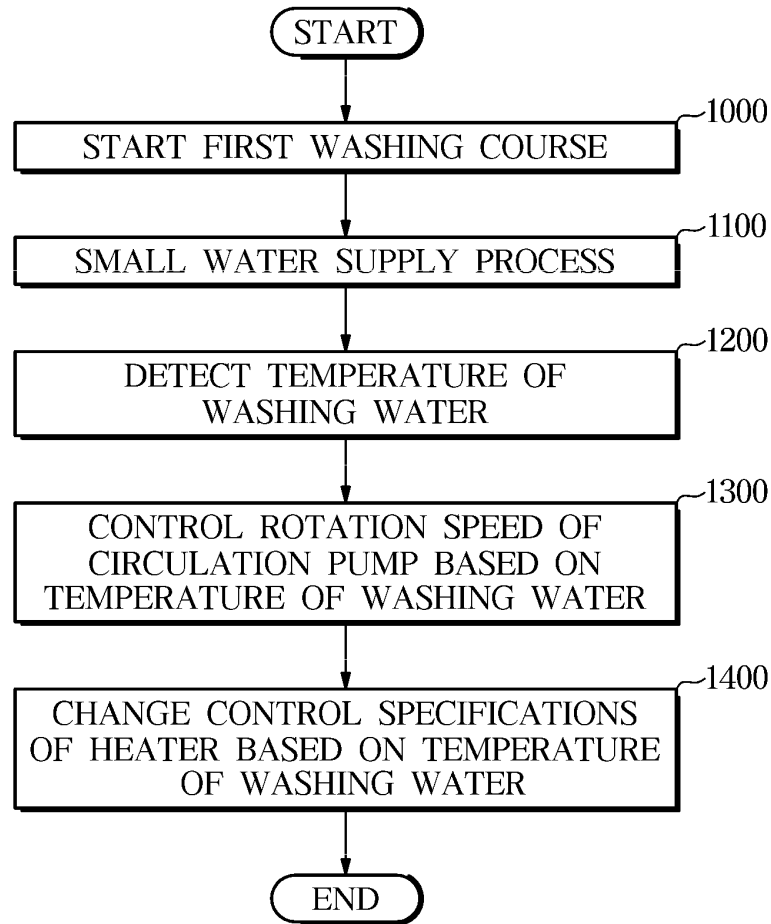 START
1000
START FIRST WASHING COURSE
1100
SMALL WATER SUPPLY PROCESS
1200
DETECT TEMPERATURE OF
WASHING WATER
1300
CONTROL ROTATION SPEED OF
CIRCULATION PUMP BASED ON
TEMPERATURE OF WASHING WATER
1400
CHANGE CONTROL SPECIFICATIONS
OF HEATER BASED ON TEMPERATURE
OF WASHING WATER
END